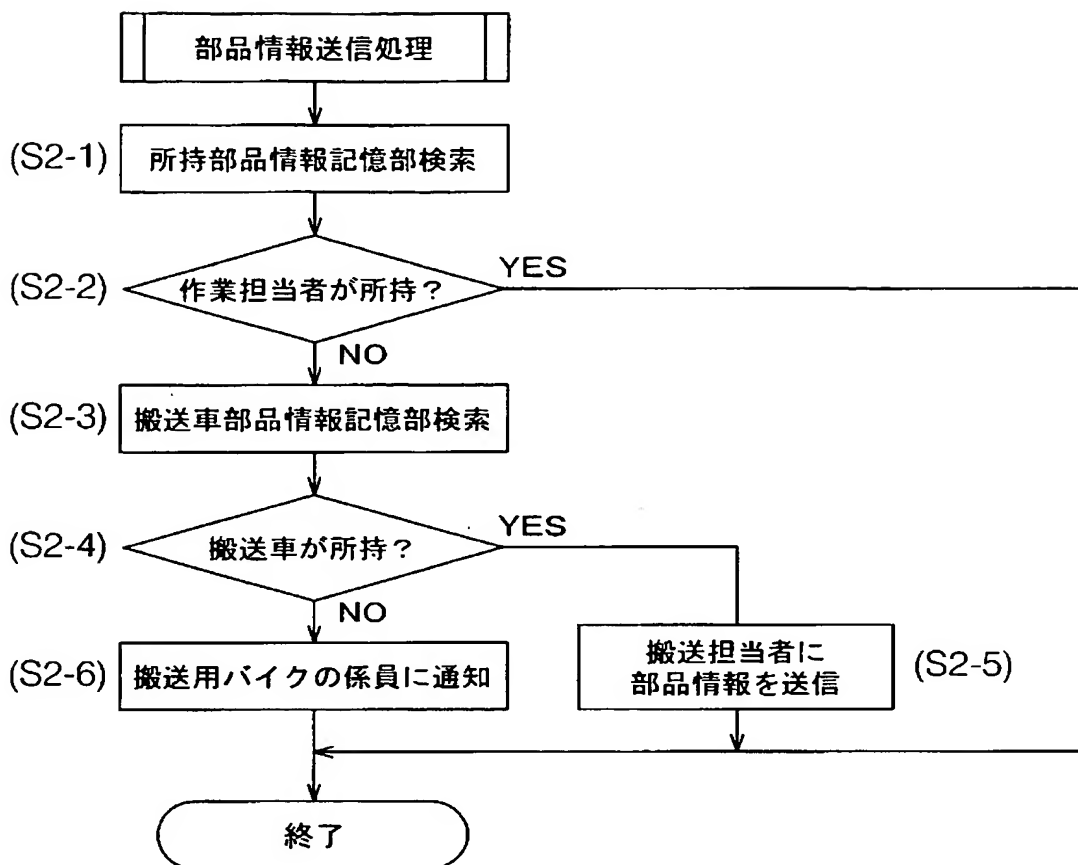 部品情報送信処理
(S2-1)
所持部品情報記憶部検索
(S2-2)
作業担当者が所持？
YES
NO
(S2-3)
搬送車部品情報記憶部検索
(S2-4)
搬送車が所持？
YES
NO
(S2-6)
搬送用バイクの係員に通知
搬送担当者に
部品情報を送信
(S2-5)
終了